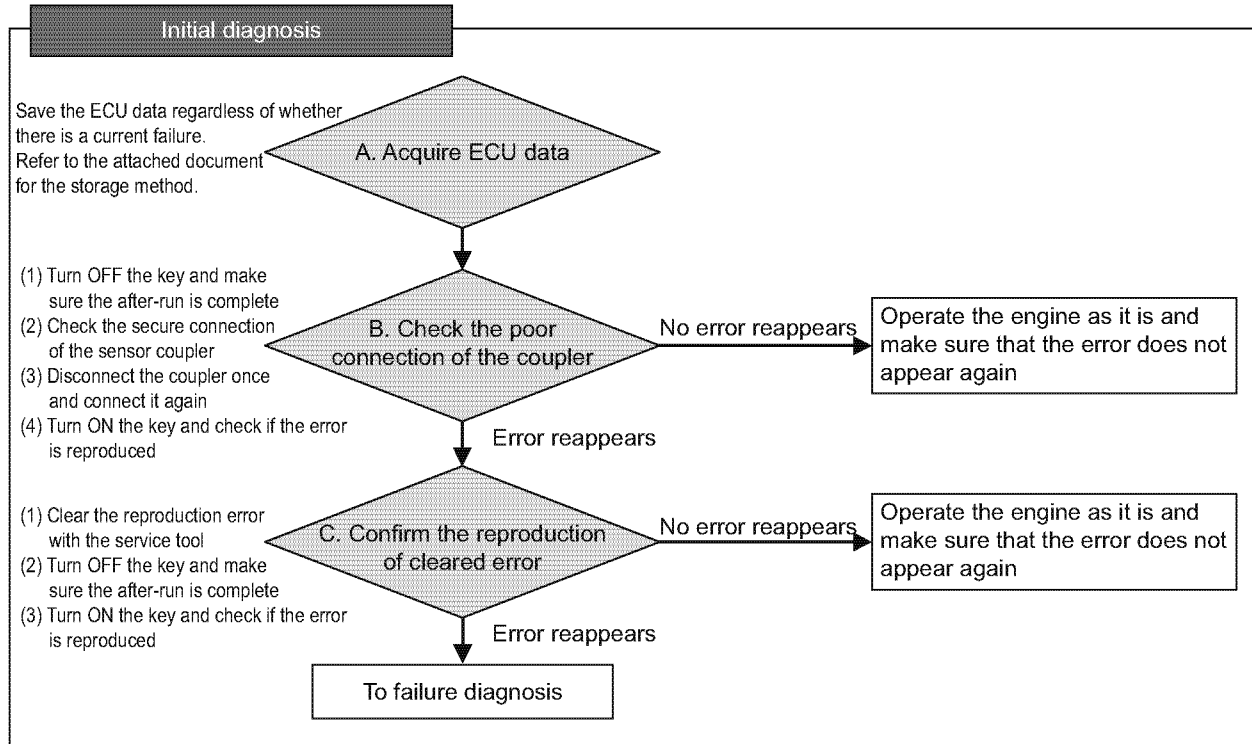 Initial diagnosis
Save the ECU data regardless of whether
there is a current failure.
Refer to the attached document
for the storage method.
A. Acquire ECU data
(1) Turn OFF the key and make
sure the after-run is complete
(2) Check the secure connection
of the sensor coupler
(3) Disconnect the coupler once
and connect it again
(4) Turn ON the key and check if the error
is reproduced
B. Check the poor
connection of the coupler
No error reappears
Operate the engine as it is and
make sure that the error does not
appear again
Error reappears
(1) Clear the reproduction error
with the service tool
(2) Turn OFF the key and make
sure the after-run is complete
(3) Turn ON the key and check if the error
is reproduced
C. Confirm the reproduction
of cleared error
No error reappears
Operate the engine as it is and
make sure that the error does not
appear again
Error reappears
To failure diagnosis